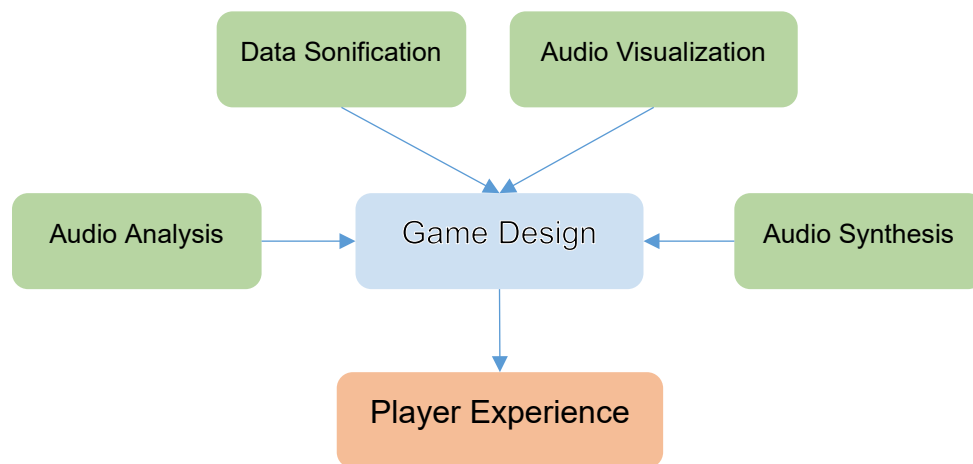 Data Sonification
Audio Visualization
Audio Analysis
Game Design
Audio Synthesis
Player Experience